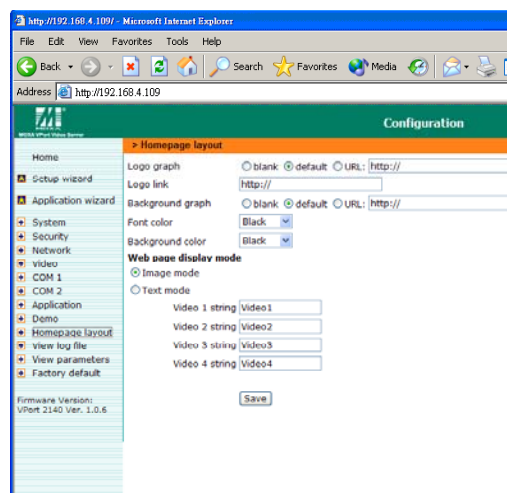 http://192.168.4.109/ - Microsoft Internet Explorer
File Edit View Favorites Tools Help
Back Search Favorites Media
Address http://192.168.4.109
MOXA VPort Video Server
Configuration
Home
Setup wizard
Application wizard
System
Security
Network
Video
COM 1
COM 2
Application
Demo
Homepage layout
View log file
View parameters
Factory default
Firmware Version:
VPort 2140 Ver. 1.0.6
> Homepage layout
Logo graph blank default URL: http://
Logo link http://
Background graph blank default URL: http://
Font color Black
Background color Black
Web page display mode
Image mode
Text mode
Video 1 string Video1
Video 2 string Video2
Video 3 string Video3
Video 4 string Video4
Save